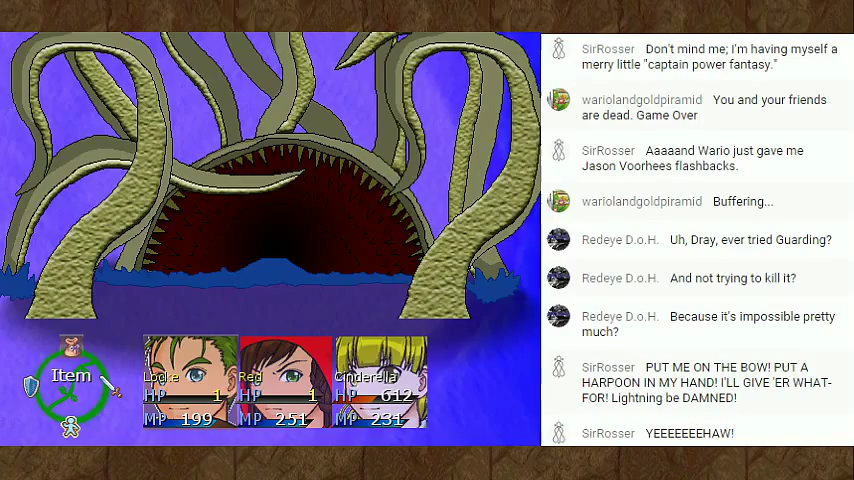 SirRosser Don't mind me; I'm having myself a
merry little "captain power fantasy."
wariolandgoldpiramid You and your friends
are dead. Game Over
SirRosser Aaaaand Wario just gave me
Jason Voorhees flashbacks.
wariolandgoldpiramid Buffering...
Redeye D.o.H. Uh, Dray, ever tried Guarding?
Redeye D.o.H. And not trying to kill it?
Redeye D.o.H. Because it's impossible pretty
much?
SirRosser PUT ME ON THE BOW! PUT A
HARPOON IN MY HAND! I'LL GIVE 'ER WHAT-
FOR! Lightning be DAMNED!
SirRosser YEEEEEEEHAW!
Item
Locke Red Cinderella
HP 1 HP 1 HP 612
MP 199 MP 251 MP 231